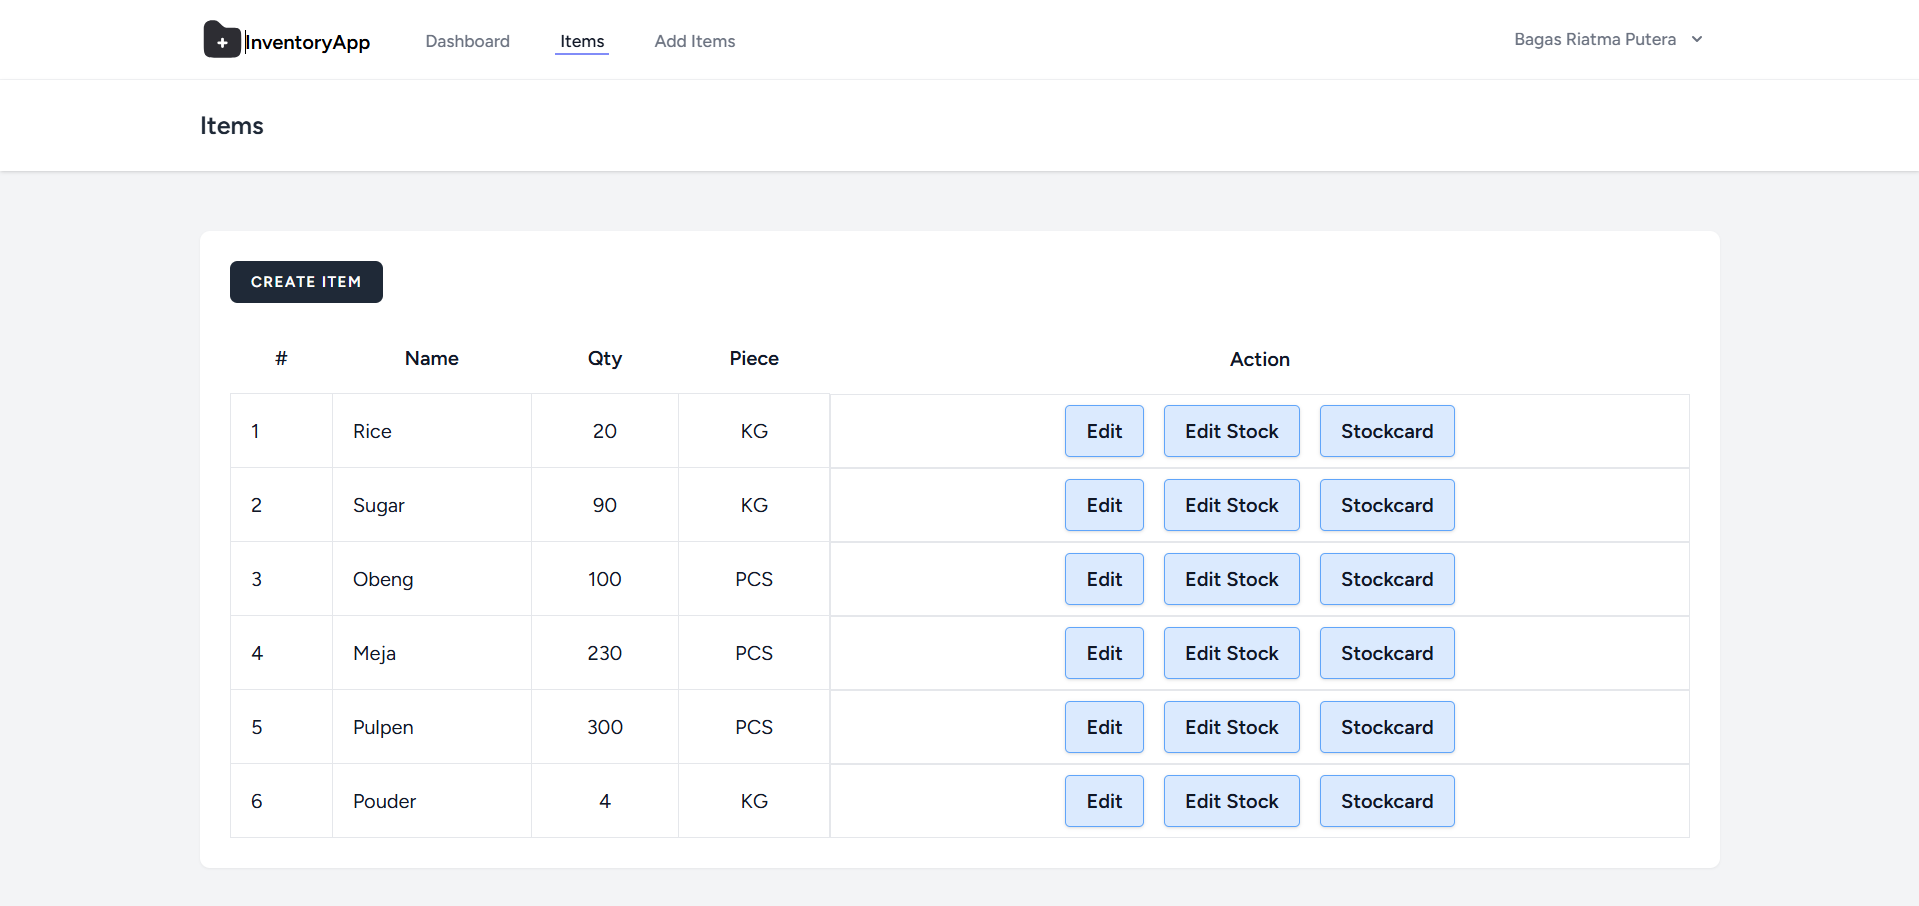 InventoryApp Dashboard Items Add Items Bagas Riatma Putera
Items
CREATE ITEM
# Name Qty Piece Action
1 Rice 20 KG Edit Edit Stock Stockcard
2 Sugar 90 KG Edit Edit Stock Stockcard
3 Obeng 100 PCS Edit Edit Stock Stockcard
4 Meja 230 PCS Edit Edit Stock Stockcard
5 Pulpen 300 PCS Edit Edit Stock Stockcard
6 Pouder 4 KG Edit Edit Stock Stockcard